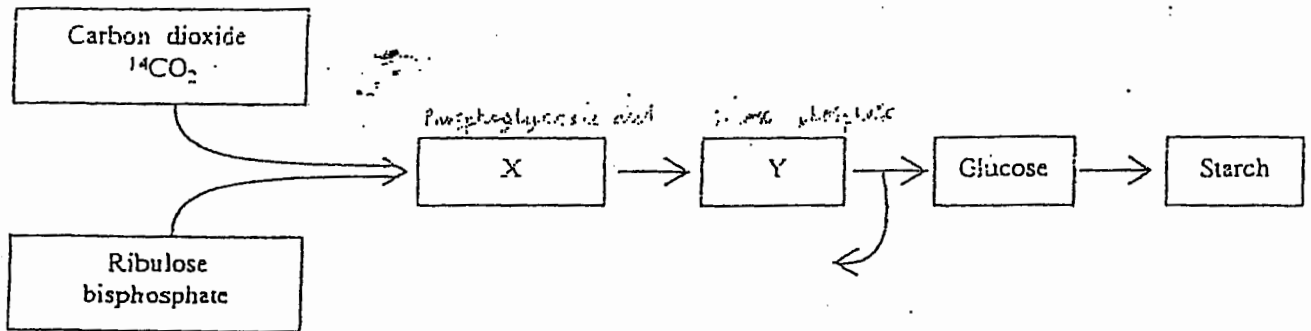 Carbon dioxide
¹⁴CO₂
X
Y
Glucose
Starch
Ribulose
bisphosphate